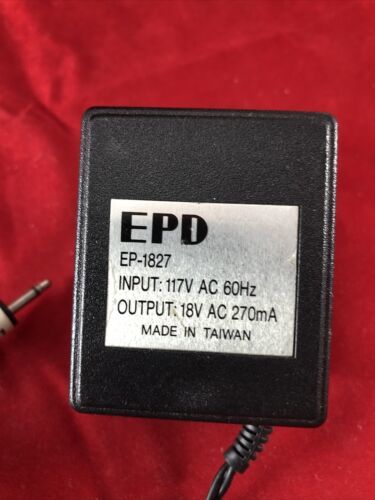 EPD
EP-1827
INPUT: 117V AC 60Hz
OUTPUT: 18V AC 270mA
MADE IN TAIWAN